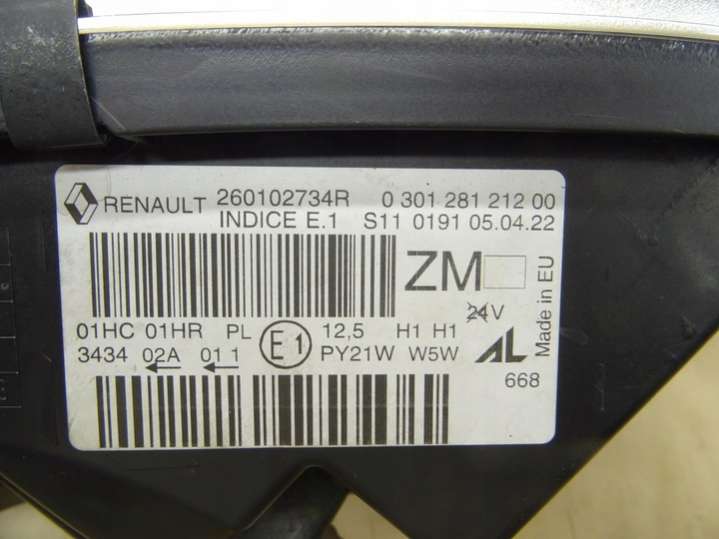 RENAULT 260102734R 0 301 281 212 00
INDICE E.1 S11 0191 05.04.22
ZM
24V
Made in EU
01HC 01HR PL E1 12,5 H1 H1
3434 02A 01 1 PY21W W5W AL
668